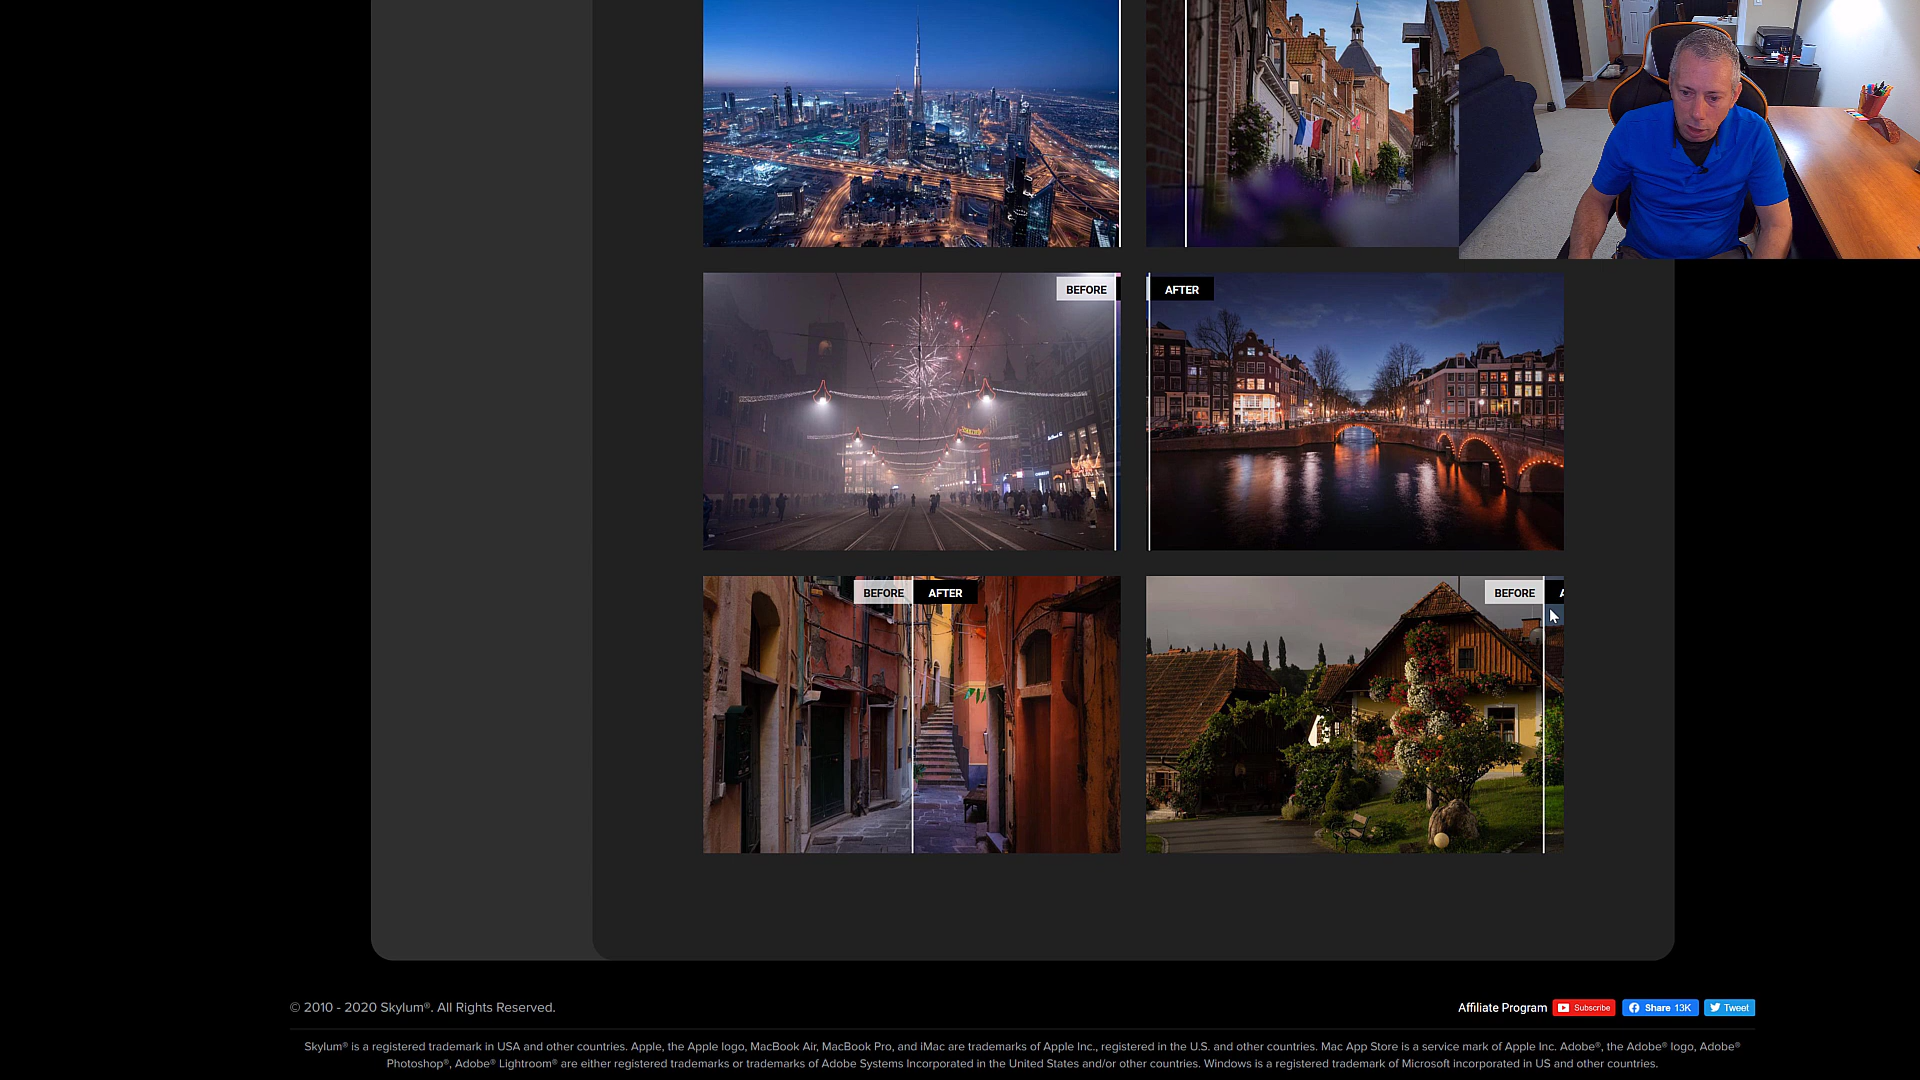 BEFORE
AFTER
BEFORE
AFTER
BEFORE
© 2010 - 2020 Skylum®. All Rights Reserved.
Affiliate Program
Subscribe
Share 13K
Tweet
Skylum® is a registered trademark in USA and other countries. Apple, the Apple logo, MacBook Air, MacBook Pro, and iMac are trademarks of Apple Inc., registered in the U.S. and other countries. Mac App Store is a service mark of Apple Inc. Adobe®, the Adobe® logo, Adobe®
Photoshop®, Adobe® Lightroom® are either registered trademarks or trademarks of Adobe Systems Incorporated in the United States and/or other countries. Windows is a registered trademark of Microsoft incorporated in US and other countries.